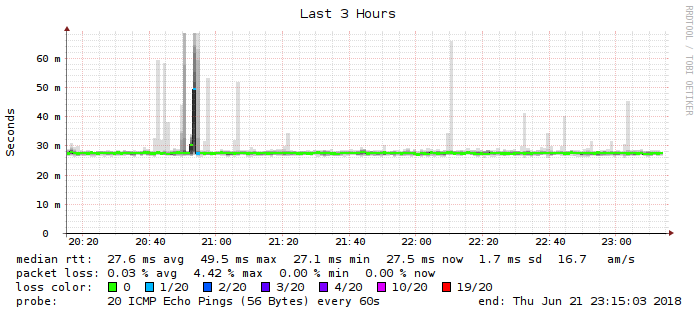 Last 3 Hours
RRDTOOL / TOBI OETIKER
Seconds
60 m
50 m
40 m
30 m
20 m
10 m
0
20:20 20:40 21:00 21:20 21:40 22:00 22:20 22:40 23:00
median rtt: 27.6 ms avg 49.5 ms max 27.1 ms min 27.5 ms now 1.7 ms sd 16.7 am/s
packet loss: 0.03 % avg 4.42 % max 0.00 % min 0.00 % now
loss color: 0 1/20 2/20 3/20 4/20 10/20 19/20
probe: 20 ICMP Echo Pings (56 Bytes) every 60s end: Thu Jun 21 23:15:03 2018